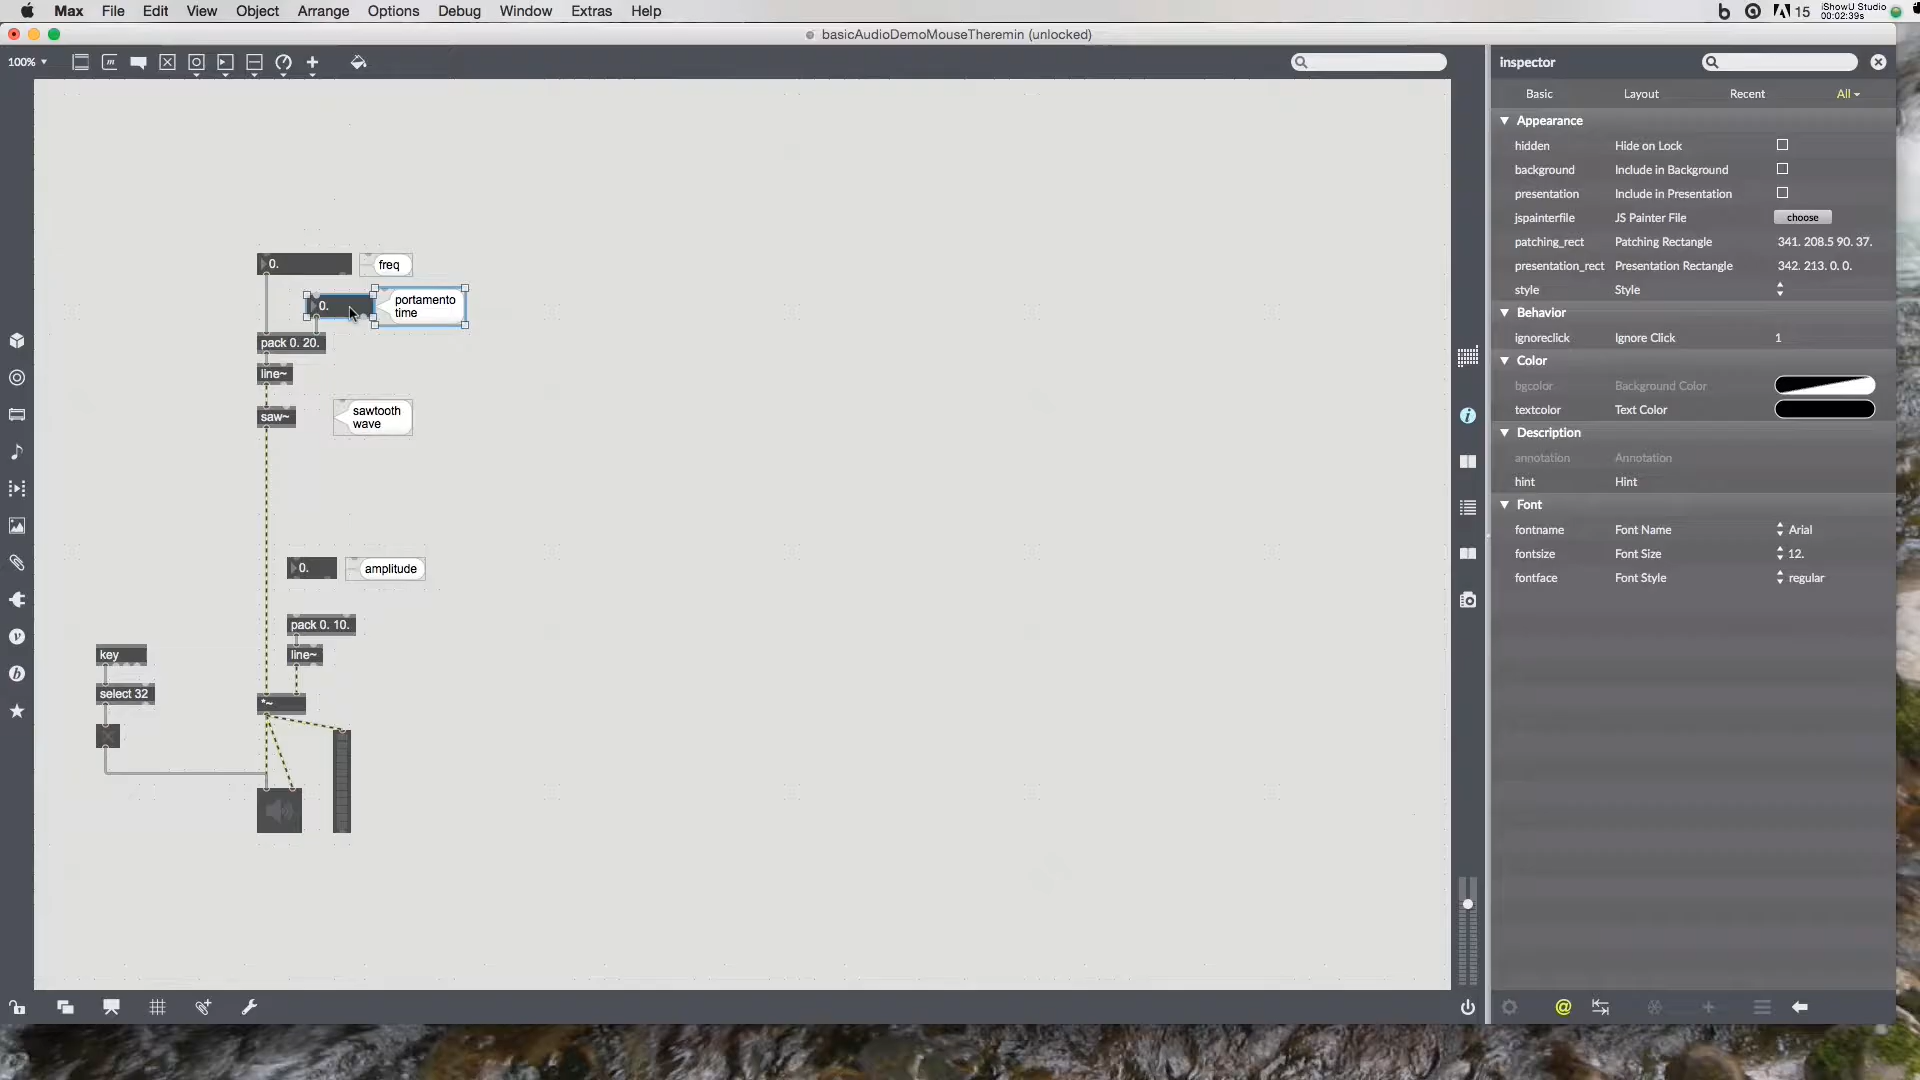 Max File Edit View Object Arrange Options Debug Window Extras Help
15
iShowU Studio
00:02:39s
basicAudioDemoMouseTheremin (unlocked)
100%
inspector
Basic Layout Recent All
Appearance
hidden Hide on Lock
background Include in Background
presentation Include in Presentation
jspainterfile JS Painter File choose
patching_rect Patching Rectangle 341. 208.5 90. 37.
presentation_rect Presentation Rectangle 342. 213. 0. 0.
style Style
Behavior
ignoreclick Ignore Click 1
Color
bgcolor Background Color
textcolor Text Color
Description
annotation Annotation
hint Hint
Font
fontname Font Name Arial
fontsize Font Size 12.
fontface Font Style regular
0. freq
0. portamento
time
pack 0. 20.
line~
saw~
sawtooth
wave
0. amplitude
pack 0. 10.
line~
key
select 32
*~